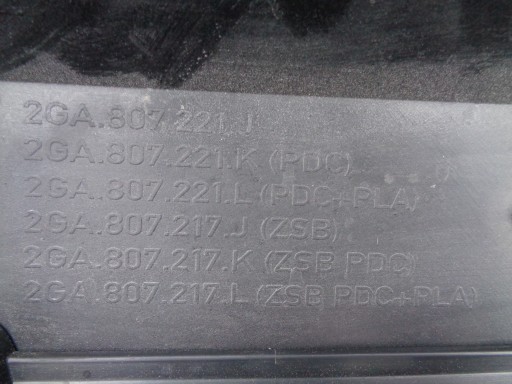 2GA.807.221.J
2GA.807.221.K (PDC)
2GA.807.221.L (PDC+PLA)
2GA.807.217.J (ZSB)
2GA.807.217.K (ZSB PDC)
2GA.807.217.L (ZSB PDC+PLA)